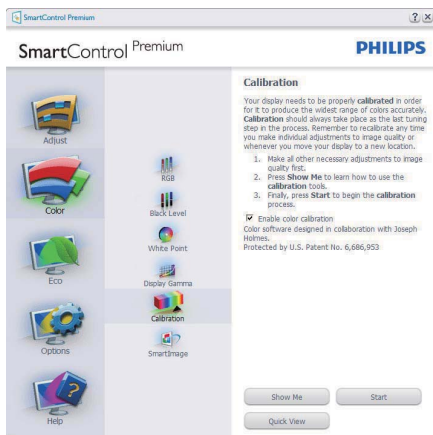 SmartControl Premium
? X
SmartControl Premium
PHILIPS
Adjust
Color
Eco
Options
Help
RGB
Black Level
White Point
Display Gamma
Calibration
SmartImage
Calibration
Your display needs to be properly calibrated in order
for it to produce the widest range of colors accurately.
Calibration should always take place as the last tuning
step in the process. Remember to recalibrate any time
you make individual adjustments to image quality or
whenever you move your display to a new location.
1. Make all other necessary adjustments to image
quality first.
2. Press Show Me to learn how to use the
calibration tools.
3. Finally, press Start to begin the calibration
process.
Enable color calibration
Color software designed in collaboration with Joseph
Holmes.
Protected by U.S. Patent No. 6,686,953
Show Me
Start
Quick View